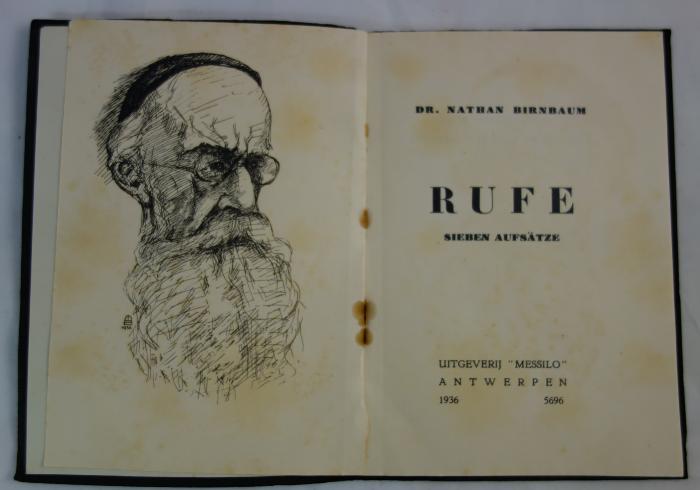 DR. NATHAN BIRNBAUM
RUFE
SIEBEN AUFSÄTZE
UITGEVERIJ "MESSILO"
ANTWERPEN
1936 5696